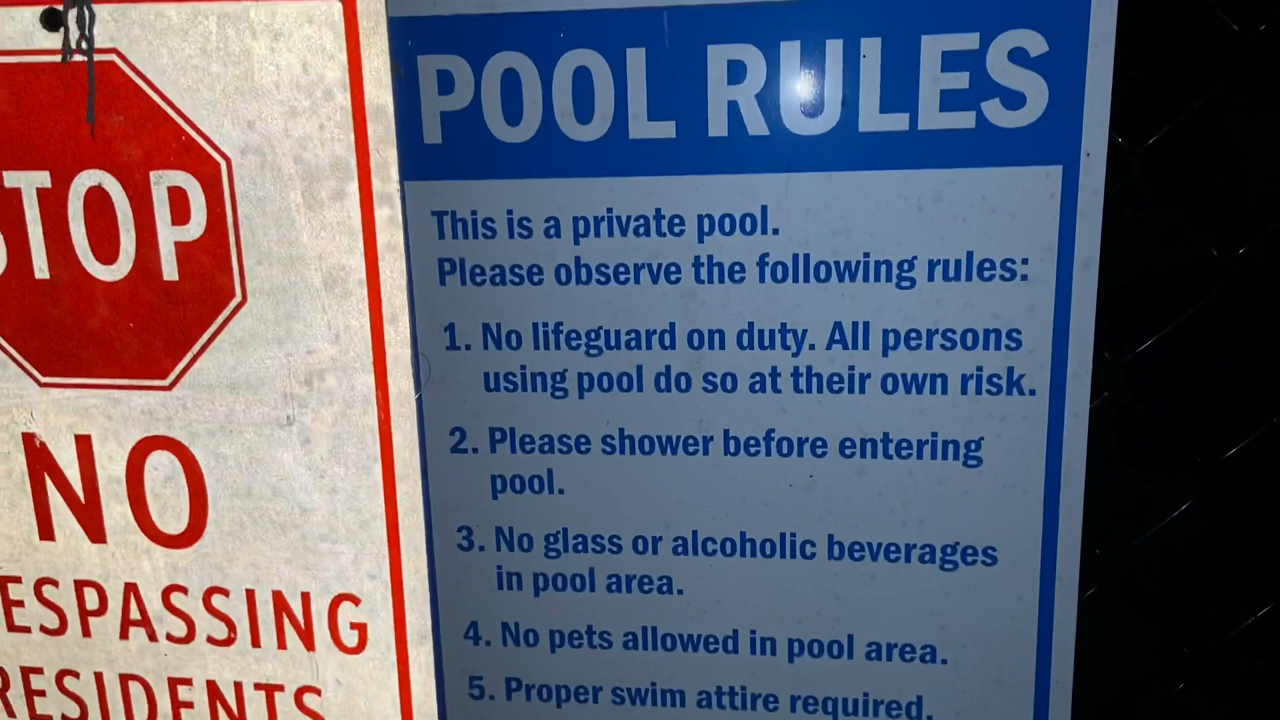 STOP
NO
TRESPASSING
RESIDENTS
POOL RULES
This is a private pool.
Please observe the following rules:
1. No lifeguard on duty. All persons
using pool do so at their own risk.
2. Please shower before entering
pool.
3. No glass or alcoholic beverages
in pool area.
4. No pets allowed in pool area.
5. Proper swim attire required.